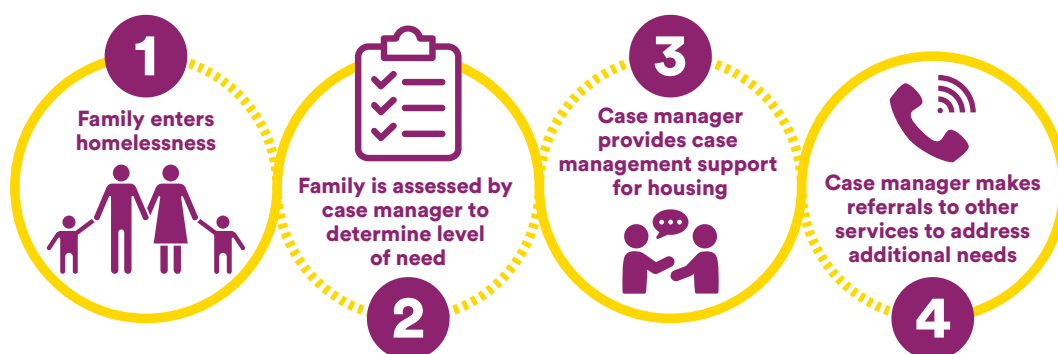 1
Family enters
homelessness
Family is assessed by
case manager to
determine level
of need
2
3
Case manager
provides case
management support
for housing
Case manager makes
referrals to other
services to address
additional needs
4